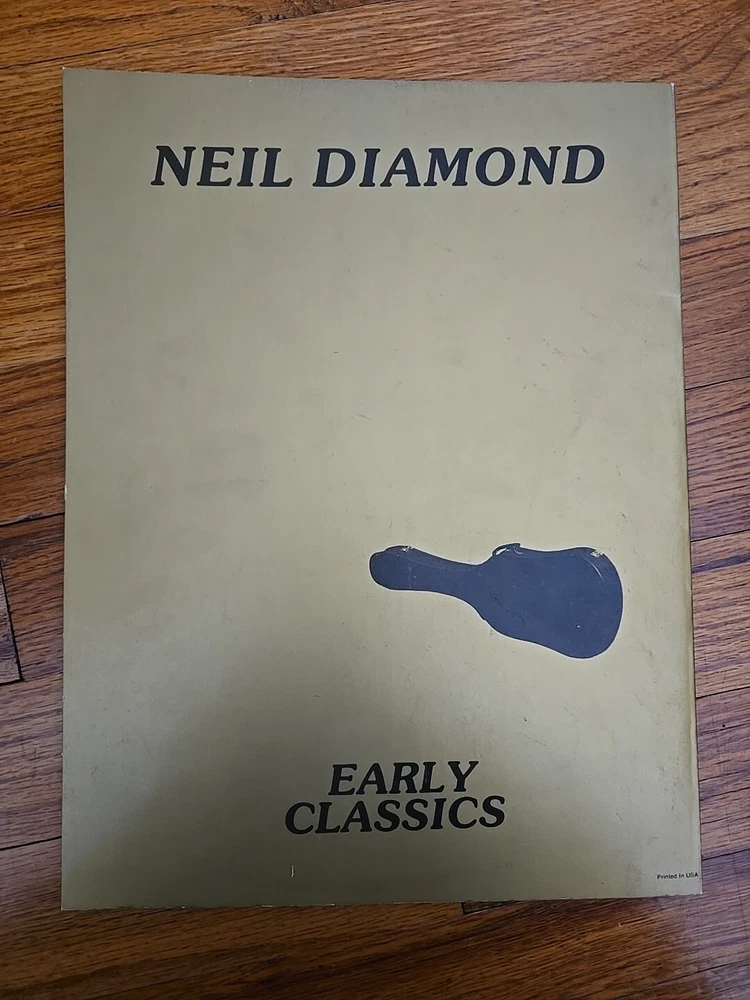 NEIL DIAMOND
EARLY
CLASSICS
Printed In USA